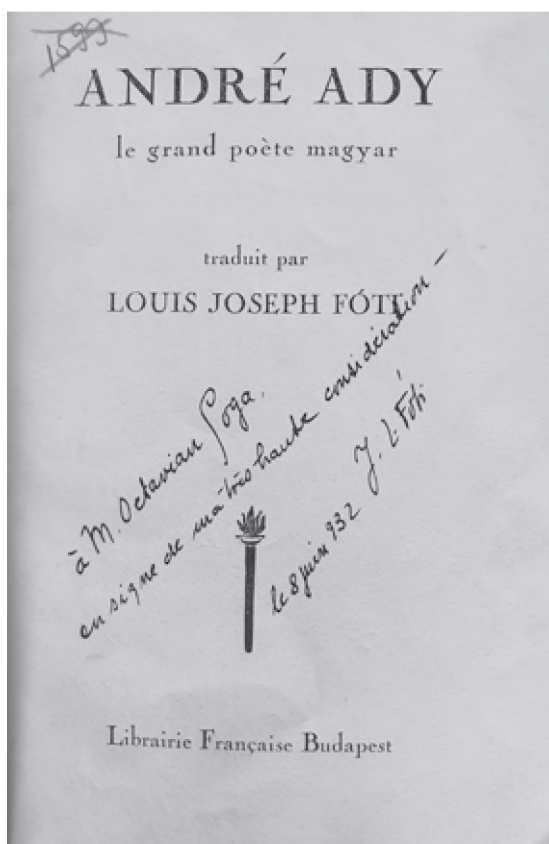 1599
ANDRÉ ADY
le grand poète magyar
traduit par
LOUIS JOSEPH FÓTI
à M. Octavian Goga.
en signe de ma très haute considération –
le 8 juin 932 J. L. Fóti
Librairie Française Budapest